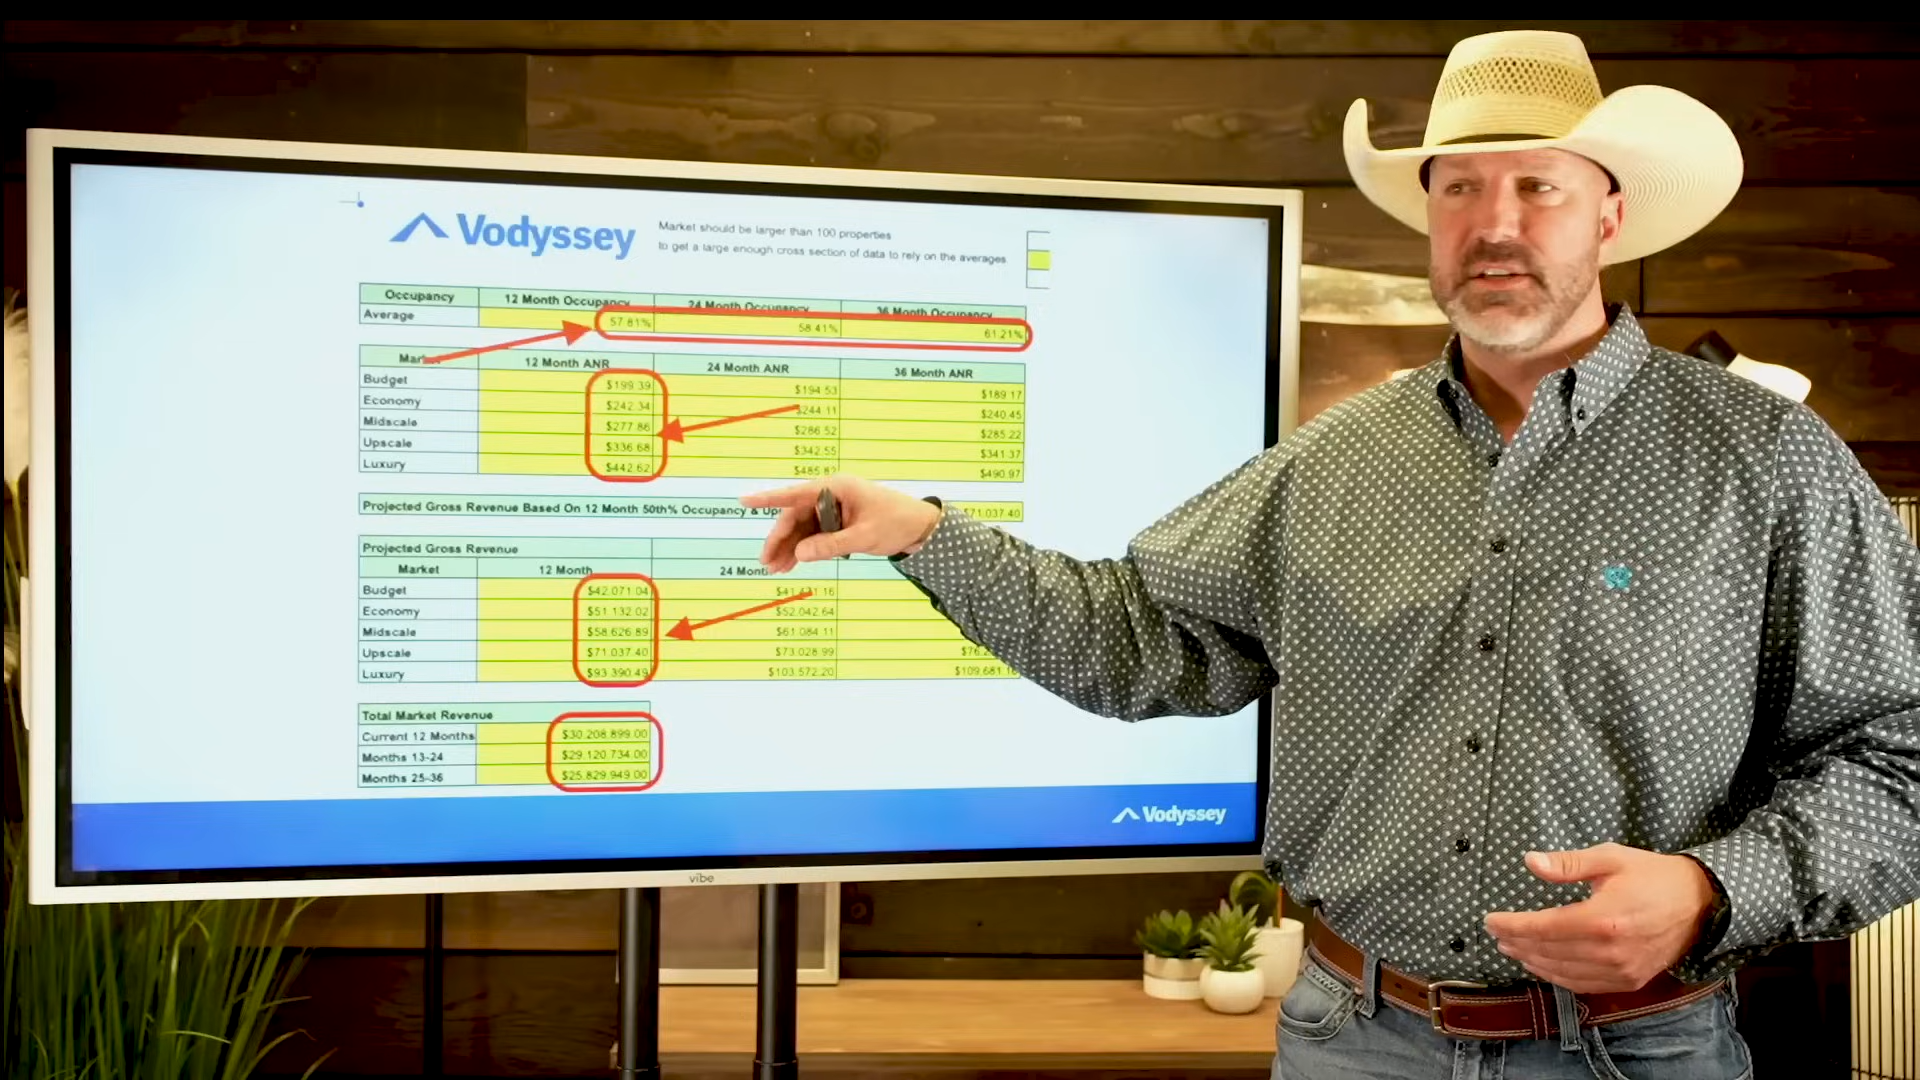 Vodyssey
Market should be larger than 100 properties
to get a large enough cross section of data to rely on the averages
Occupancy 12 Month Occupancy 24 Month Occupancy 36 Month Occupancy
Average 57.81% 58.41% 61.21%
Market 12 Month ANR 24 Month ANR 36 Month ANR
Budget $199.39 $194.53 $189.17
Economy $242.34 $244.11 $240.45
Midscale $277.86 $286.52 $285.22
Upscale $336.68 $342.55 $341.37
Luxury $442.62 $485.82 $490.97
Projected Gross Revenue Based On 12 Month 50th% Occupancy & $71,037.40
Projected Gross Revenue
Market 12 Month 24 Month
Budget $42,071.04
Economy $51,132.02 $52,042.64
Midscale $58,626.89 $61,084.11
Upscale $71,037.40 $73,028.99
Luxury $93,390.49 $103,572.20
Total Market Revenue
Current 12 Months $30,208,899.00
Months 13-24 $29,120,734.00
Months 25-36 $25,829,949.00
Vodyssey
vibe